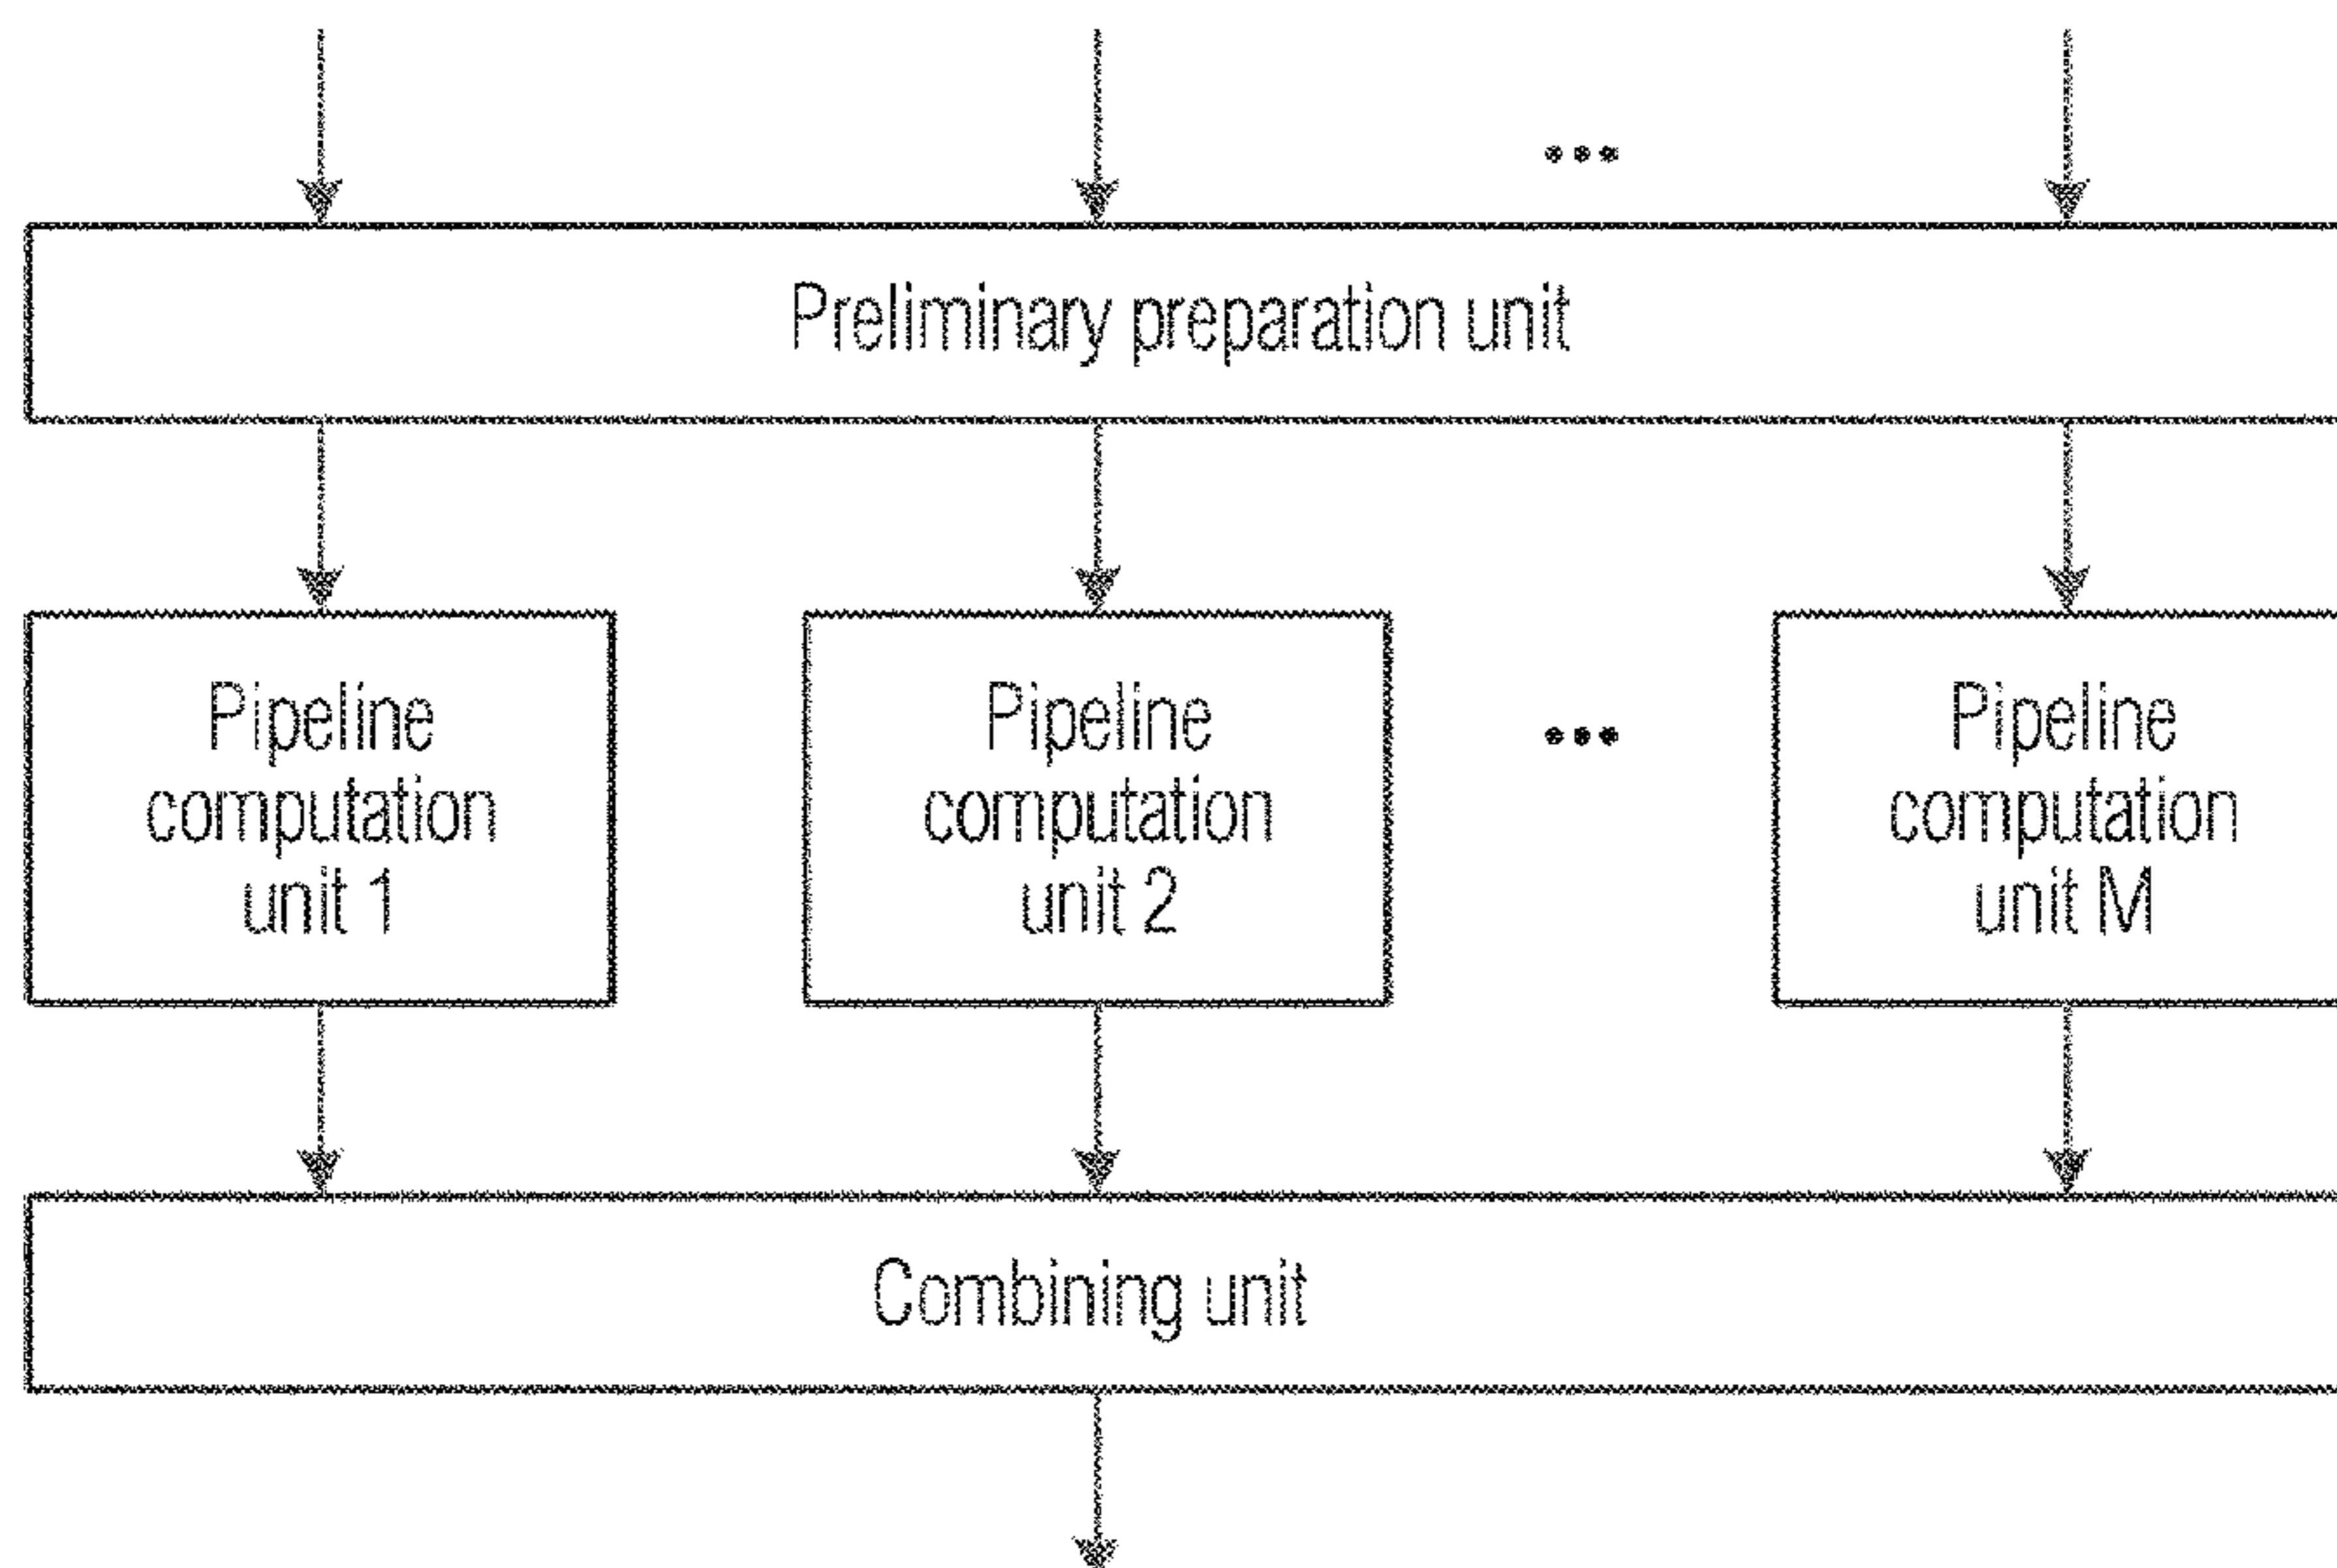 ...
Preliminary preparation unit
Pipeline
computation
unit 1
Pipeline
computation
unit 2
...
Pipeline
computation
unit M
Combining unit